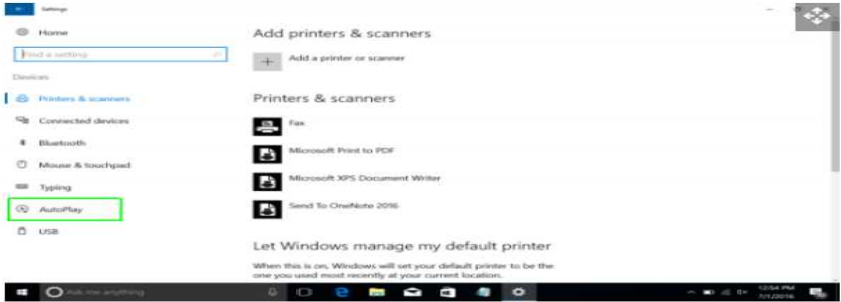 Settings
Home
Find a setting
Devices
Printers & scanners
Connected devices
Bluetooth
Mouse & touchpad
Typing
AutoPlay
USB
Add printers & scanners
Add a printer or scanner
Printers & scanners
Fax
Microsoft Print to PDF
Microsoft XPS Document Writer
Send To OneNote 2016
Let Windows manage my default printer
When this is on, Windows will set your default printer to be the
one you used most recently at your current location.
Ask me anything
12:54 PM
7/1/2016